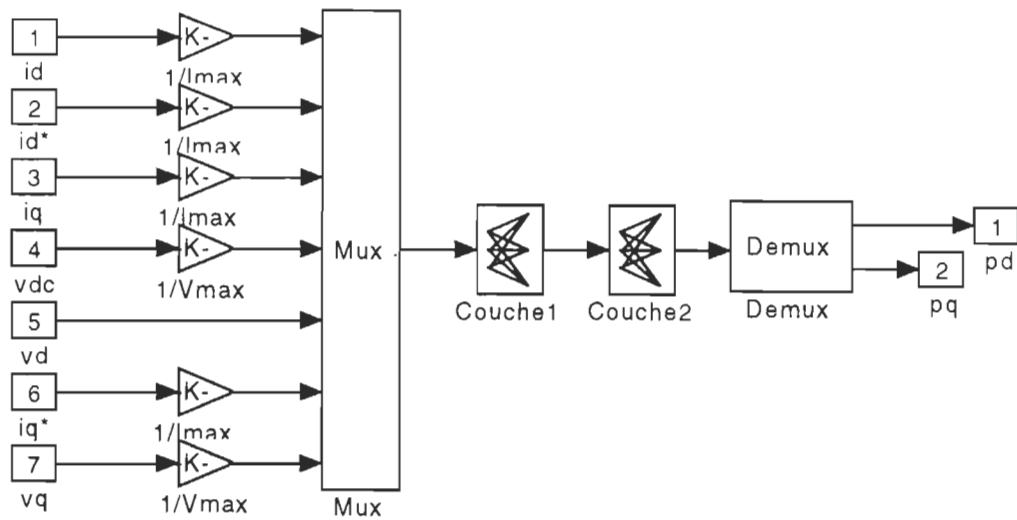 1 K-
id 1/Imax
2 K-
id* 1/Imax
3 K-
iq 1/Imax
4 K- Mux
vdc 1/Vmax
5
vd
6 K-
iq* 1/Imax
7 K-
vq 1/Vmax
Mux
Couche1
Couche2
Demux
Demux
1
pd
2
pq